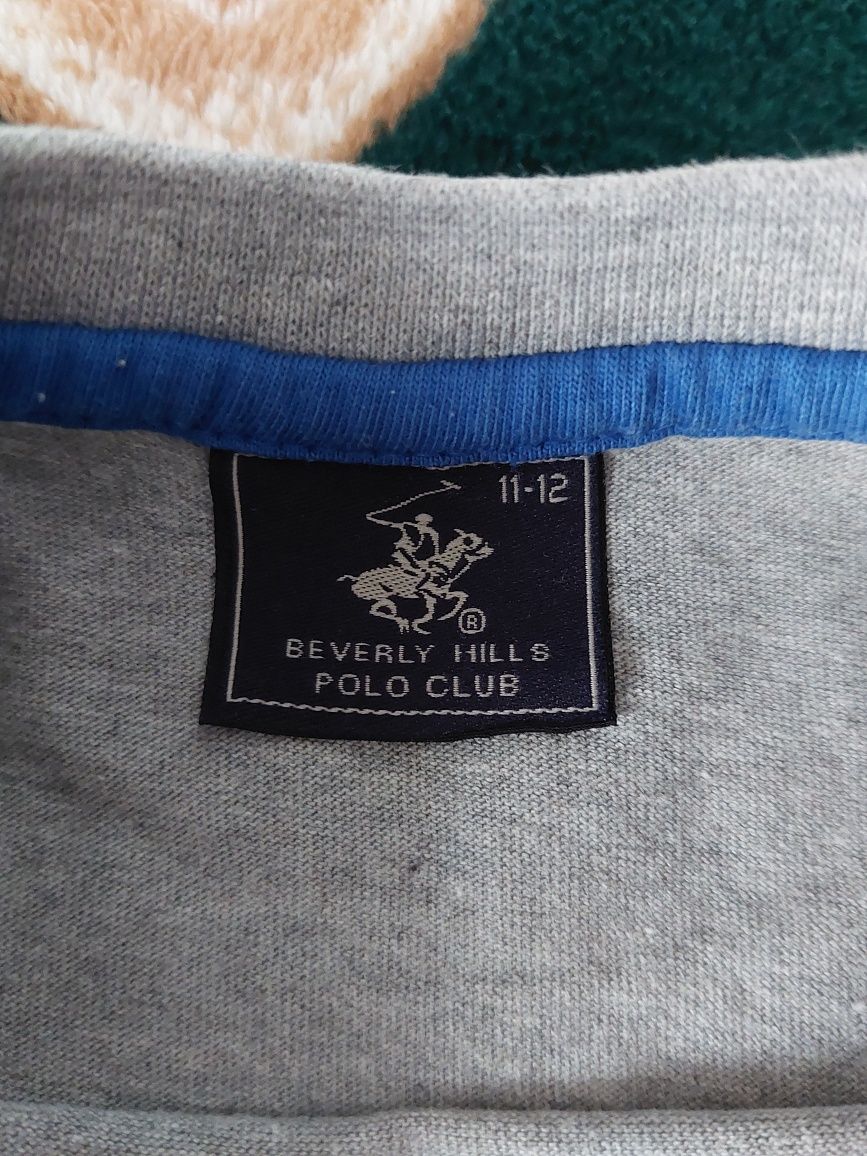 11-12
®
BEVERLY HILLS
POLO CLUB